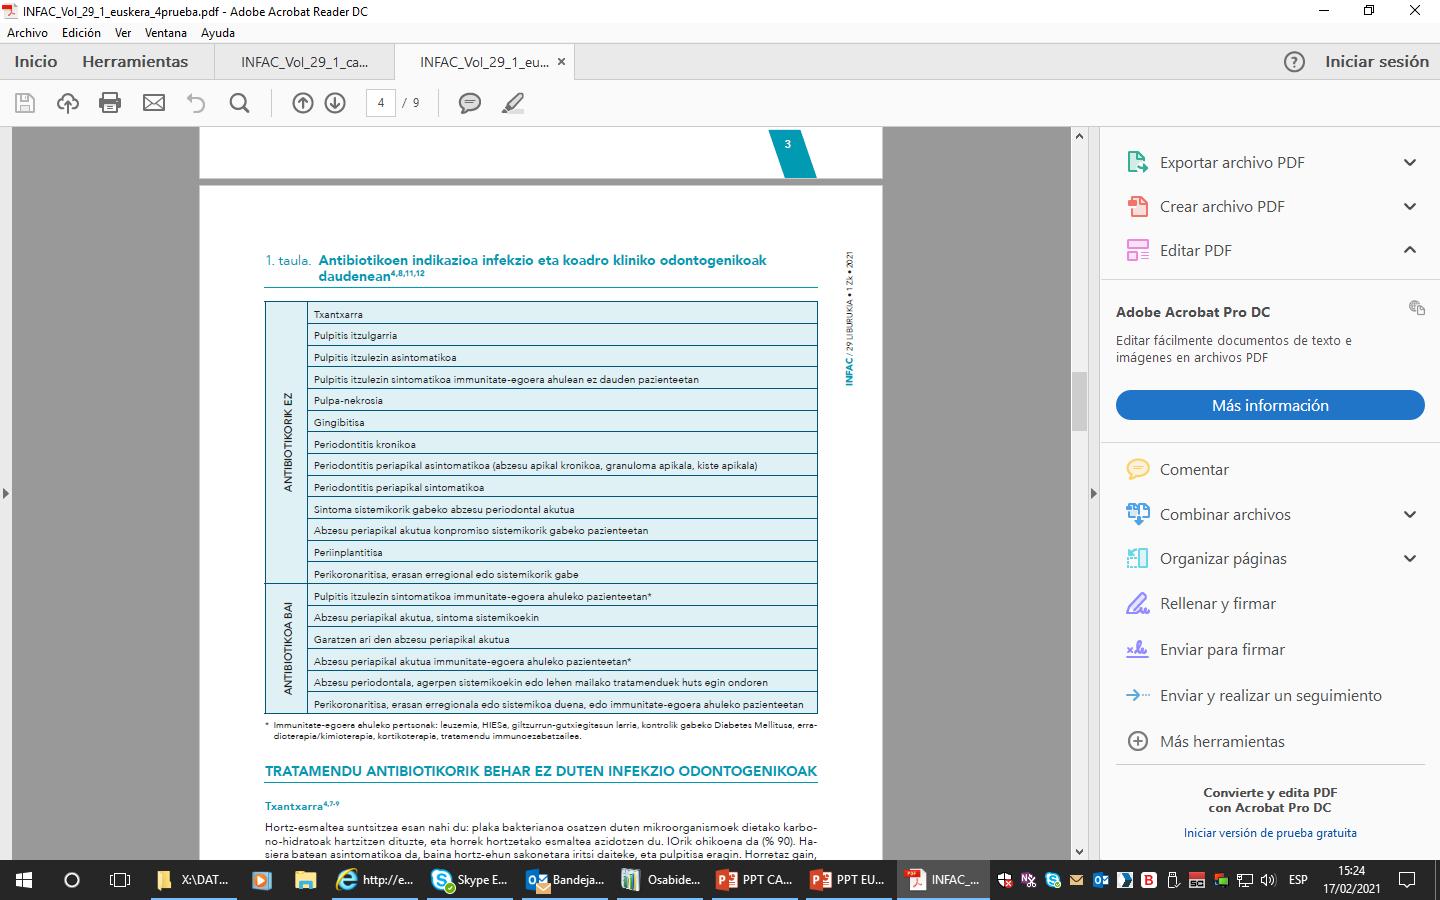 INFAC_Vol_29_1_euskera_4prueba.pdf - Adobe Acrobat Reader DC
Archivo Edición Ver Ventana Ayuda
Inicio Herramientas INFAC_Vol_29_1_ca... INFAC_Vol_29_1_eu... × ? Iniciar sesión
4 / 9
3
1. taula. Antibiotikoen indikazioa infekzio eta koadro kliniko odontogenikoak
daudenean4,8,11,12
INFAC / 29 LIBURUKIA • 1 Zk • 2021
ANTIBIOTIKORIK EZ
Txantxarra
Pulpitis itzulgarria
Pulpitis itzulezin asintomatikoa
Pulpitis itzulezin sintomatikoa immunitate-egoera ahulean ez dauden pazienteetan
Pulpa-nekrosia
Gingibitisa
Periodontitis kronikoa
Periodontitis periapikal asintomatikoa (abzesu apikal kronikoa, granuloma apikala, kiste apikala)
Periodontitis periapikal sintomatikoa
Sintoma sistemikorik gabeko abzesu periodontal akutua
Abzesu periapikal akutua konpromiso sistemikorik gabeko pazienteetan
Periinplantitisa
Perikoronaritisa, erasan erregional edo sistemikorik gabe
ANTIBIOTIKOA BAI
Pulpitis itzulezin sintomatikoa immunitate-egoera ahuleko pazienteetan*
Abzesu periapikal akutua, sintoma sistemikoekin
Garatzen ari den abzesu periapikal akutua
Abzesu periapikal akutua immunitate-egoera ahuleko pazienteetan*
Abzesu periodontala, agerpen sistemikoekin edo lehen mailako tratamenduek huts egin ondoren
Perikoronaritisa, erasan erregionala edo sistemikoa duena, edo immunitate-egoera ahuleko pazienteetan
* Immunitate-egoera ahuleko pertsonak: leuzemia, HIESa, giltzurrun-gutxiegitasun larria, kontrolik gabeko Diabetes Mellitusa, erra-
dioterapia/kimioterapia, kortikoterapia, tratamendu immunoezabatzailea.
TRATAMENDU ANTIBIOTIKORIK BEHAR EZ DUTEN INFEKZIO ODONTOGENIKOAK
Txantxarra4,7-9
Hortz-esmaltea suntsitzea esan nahi du: plaka bakterianoa osatzen duten mikroorganismoek dietako karbo-
no-hidratoak hartzitzen dituzte, eta horrek hortzetako esmaltea azidotzen du. IOrik ohikoena da (% 90). Ha-
siera batean asintomatikoa da, baina hortz-ehun sakonetara iritsi daiteke, eta pulpitisa eragin. Horretaz gain,
Exportar archivo PDF
Crear archivo PDF
Editar PDF
Adobe Acrobat Pro DC
Editar fácilmente documentos de texto e
imágenes en archivos PDF
Más información
Comentar
Combinar archivos
Organizar páginas
Rellenar y firmar
Enviar para firmar
Enviar y realizar un seguimiento
Más herramientas
Convierte y edita PDF
con Acrobat Pro DC
Iniciar versión de prueba gratuita
X:\DAT... http://e... Skype E... Bandeja... Osabide... PPT CA... PPT EU... INFAC_... ESP 15:24
17/02/2021